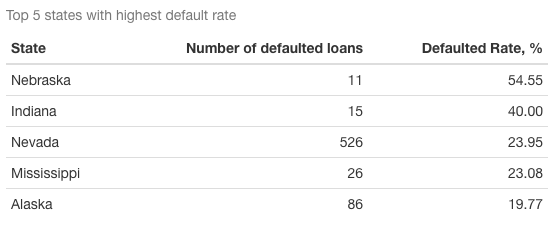 Top 5 states with highest default rate
State Number of defaulted loans Defaulted Rate, %
Nebraska 11 54.55
Indiana 15 40.00
Nevada 526 23.95
Mississippi 26 23.08
Alaska 86 19.77